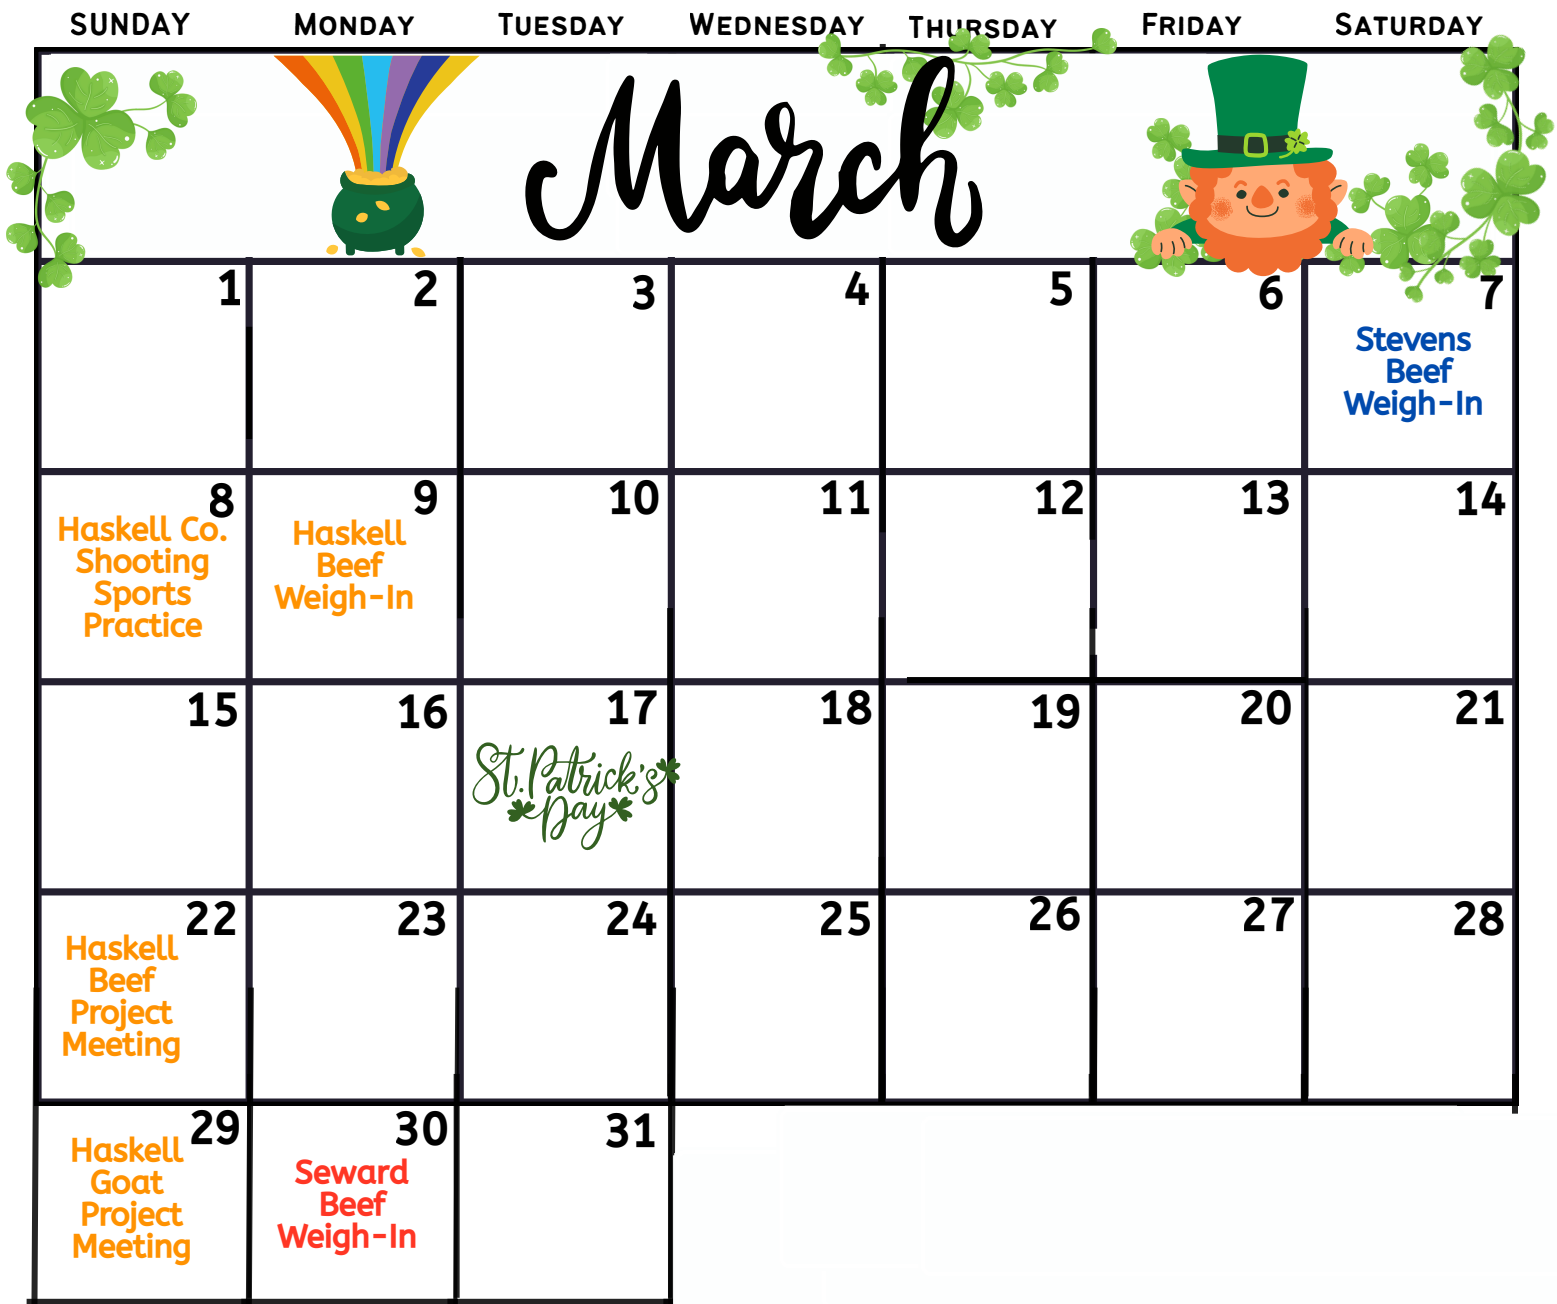 SUNDAY MONDAY TUESDAY WEDNESDAY THURSDAY FRIDAY SATURDAY
March
1 2 3 4 5 6 7
Stevens
Beef
Weigh-In
8 9 10 11 12 13 14
Haskell Co.
Shooting
Sports
Practice
Haskell
Beef
Weigh-In
15 16 17 18 19 20 21
St. Patrick's
Day
22 23 24 25 26 27 28
Haskell
Beef
Project
Meeting
29 30 31
Haskell
Goat
Project
Meeting
Seward
Beef
Weigh-In